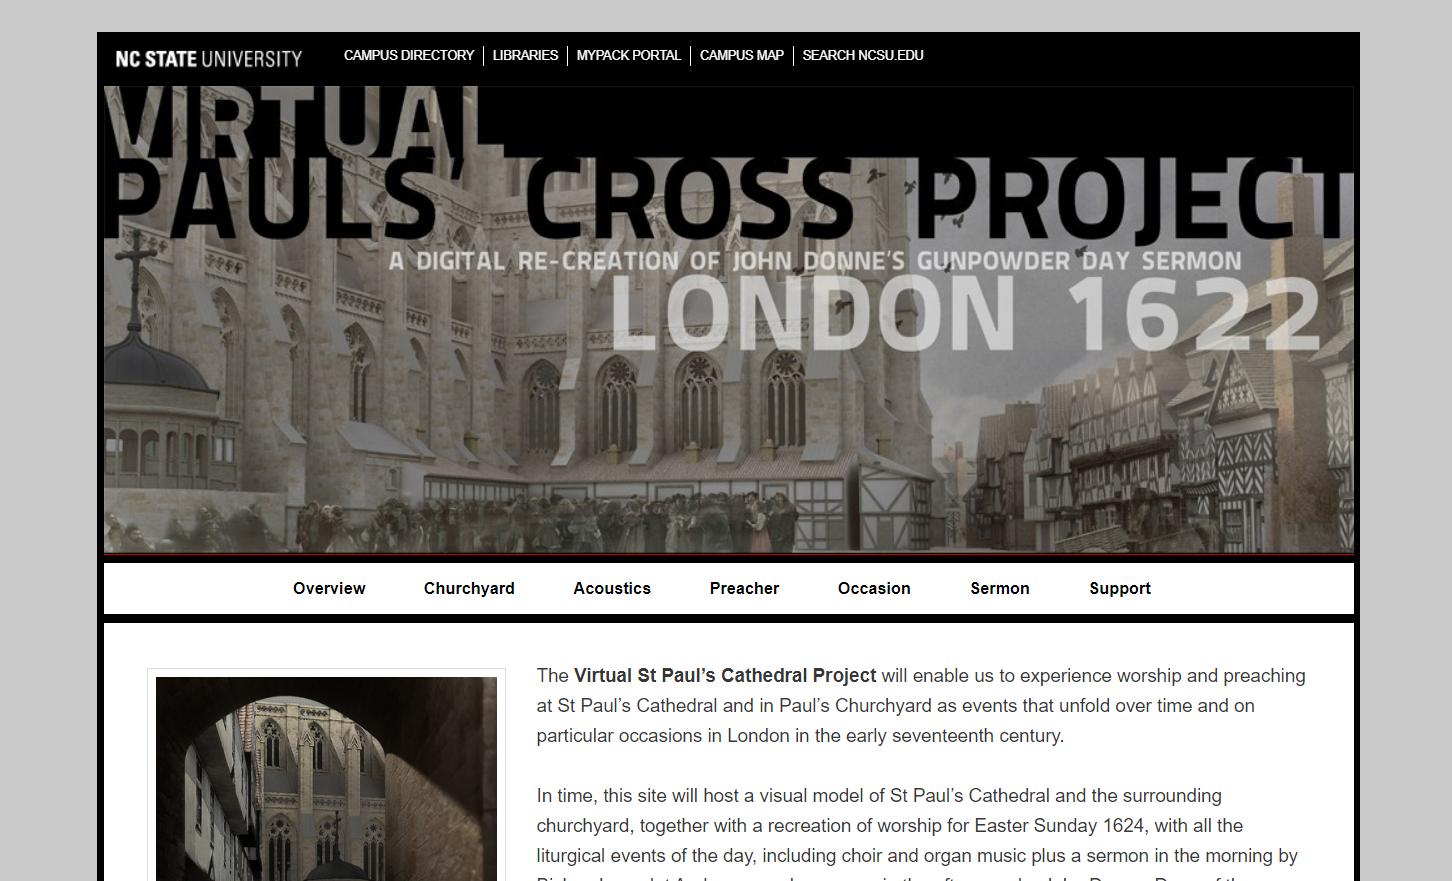 NC STATE UNIVERSITY
CAMPUS DIRECTORY LIBRARIES MYPACK PORTAL CAMPUS MAP SEARCH NCSU.EDU
VIRTUAL
PAULS' CROSS PROJECT
A DIGITAL RE-CREATION OF JOHN DONNE'S GUNPOWDER DAY SERMON
LONDON 1622
Overview Churchyard Acoustics Preacher Occasion Sermon Support
The Virtual St Paul’s Cathedral Project will enable us to experience worship and preaching
at St Paul’s Cathedral and in Paul’s Churchyard as events that unfold over time and on
particular occasions in London in the early seventeenth century.
In time, this site will host a visual model of St Paul’s Cathedral and the surrounding
churchyard, together with a recreation of worship for Easter Sunday 1624, with all the
liturgical events of the day, including choir and organ music plus a sermon in the morning by